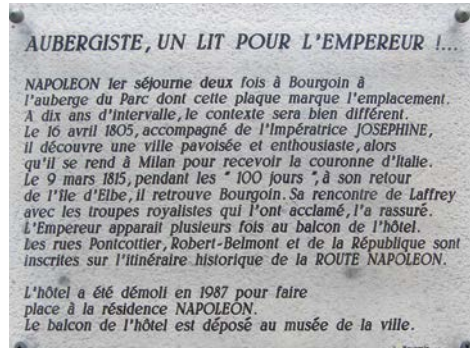 AUBERGISTE, UN LIT POUR L'EMPEREUR !...
NAPOLEON 1er séjourne deux fois à Bourgoin à
l'auberge du Parc dont cette plaque marque l'emplacement.
A dix ans d'intervalle, le contexte sera bien différent.
Le 16 avril 1805, accompagné de l'Impératrice JOSEPHINE,
il découvre une ville pavoisée et enthousiaste, alors
qu'il se rend à Milan pour recevoir la couronne d'Italie.
Le 9 mars 1815, pendant les " 100 jours ", à son retour
de l'île d'Elbe, il retrouve Bourgoin. Sa rencontre de Laffrey
avec les troupes royalistes qui l'ont acclamé, l'a rassuré.
L'Empereur apparait plusieurs fois au balcon de l'hôtel.
Les rues Pontcottier, Robert-Belmont et de la République sont
inscrites sur l'itinéraire historique de la ROUTE NAPOLEON.
L'hôtel a été démoli en 1987 pour faire
place à la résidence NAPOLEON.
Le balcon de l'hôtel est déposé au musée de la ville.